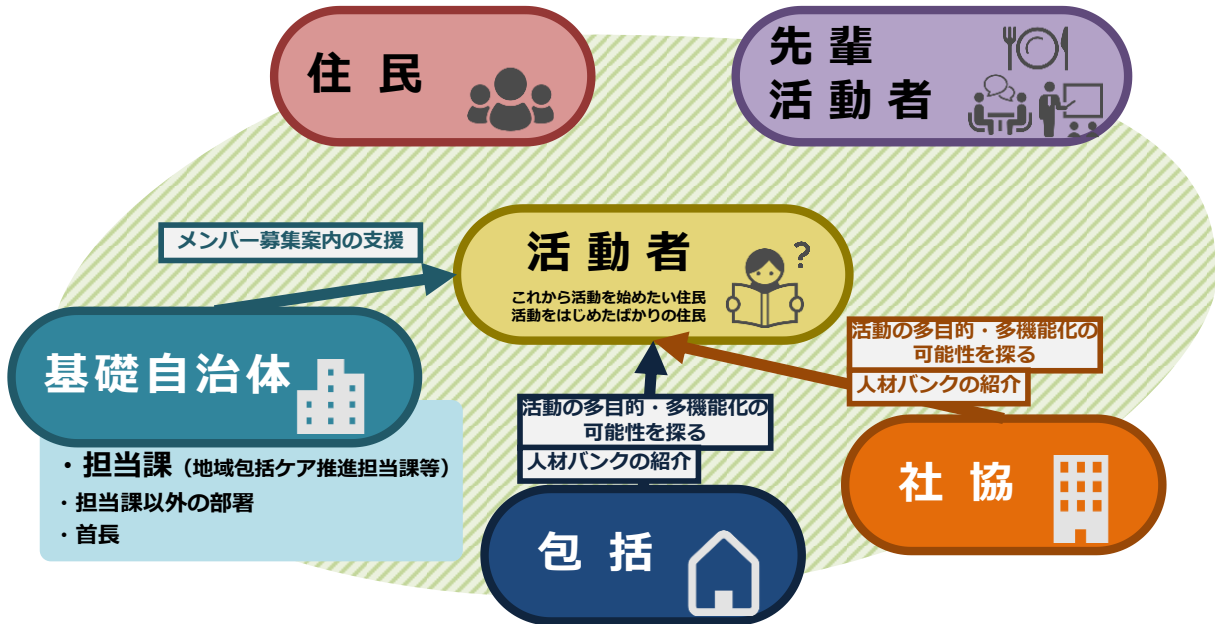 住民
先輩
活動者
メンバー募集案内の支援
活動者
これから活動を始めたい住民
活動をはじめたばかりの住民
?
基礎自治体
・担当課（地域包括ケア推進担当課等）
・担当課以外の部署
・首長
活動の多目的・多機能化の
可能性を探る
人材バンクの紹介
包括
活動の多目的・多機能化の
可能性を探る
人材バンクの紹介
社協